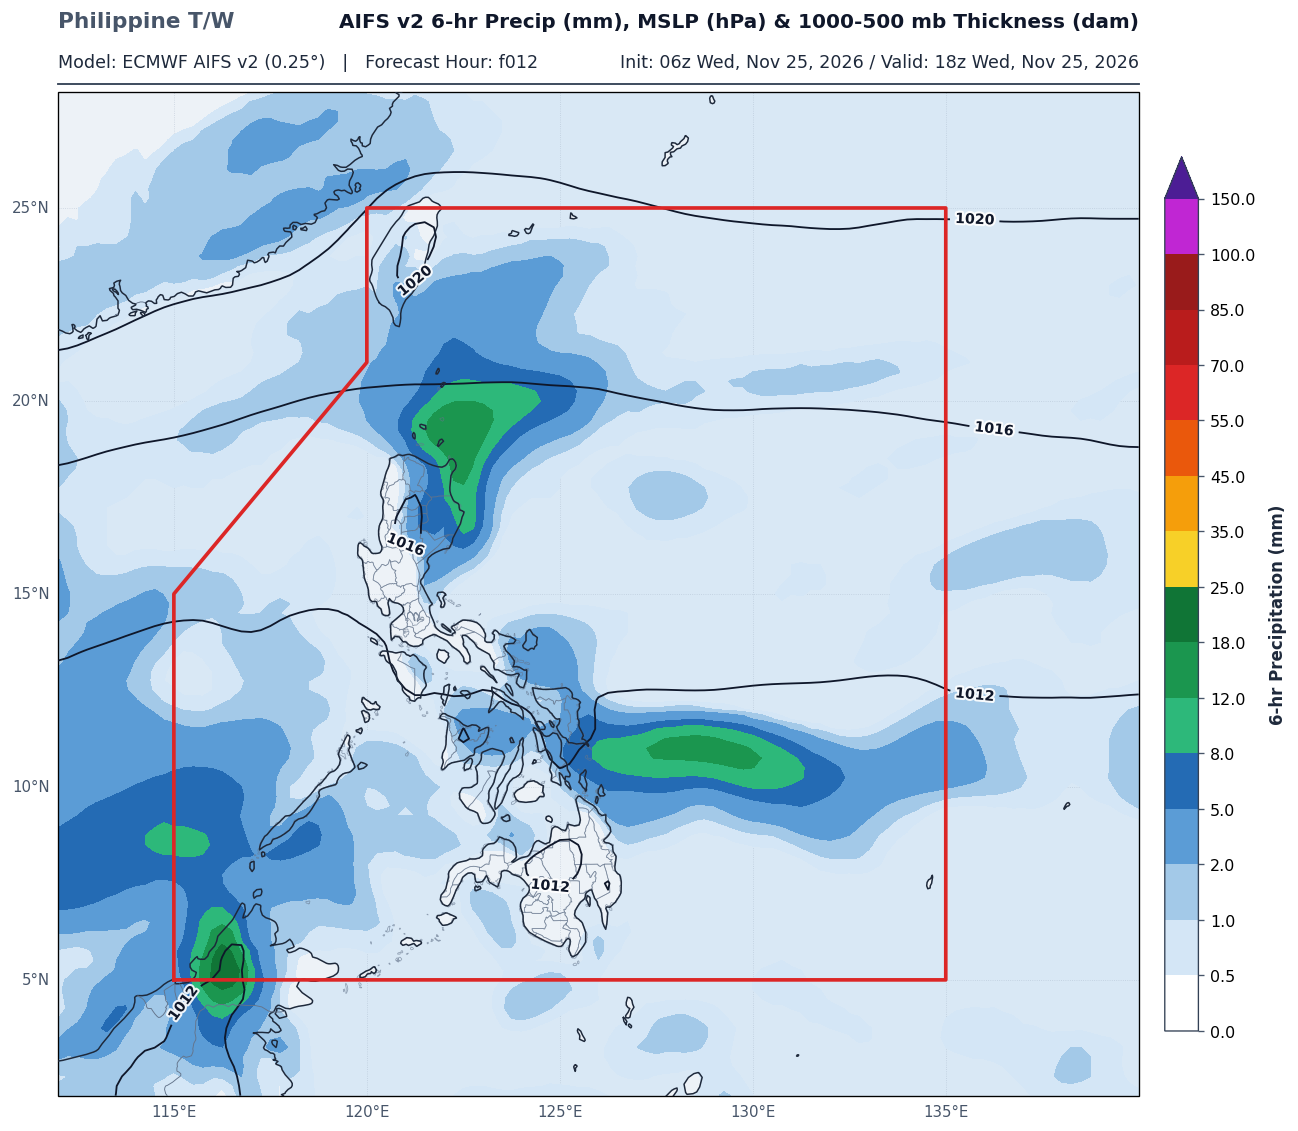 Philippine T/W
AIFS v2 6-hr Precip (mm), MSLP (hPa) & 1000-500 mb Thickness (dam)
Model: ECMWF AIFS v2 (0.25°) | Forecast Hour: f012
Init: 06z Wed, Nov 25, 2026 / Valid: 18z Wed, Nov 25, 2026
25°N
20°N
15°N
10°N
5°N
1020
1020
1016
1016
1012
1012
1012
115°E
120°E
125°E
130°E
135°E
150.0
100.0
85.0
70.0
55.0
45.0
35.0
25.0
18.0
12.0
8.0
5.0
2.0
1.0
0.5
0.0
6-hr Precipitation (mm)